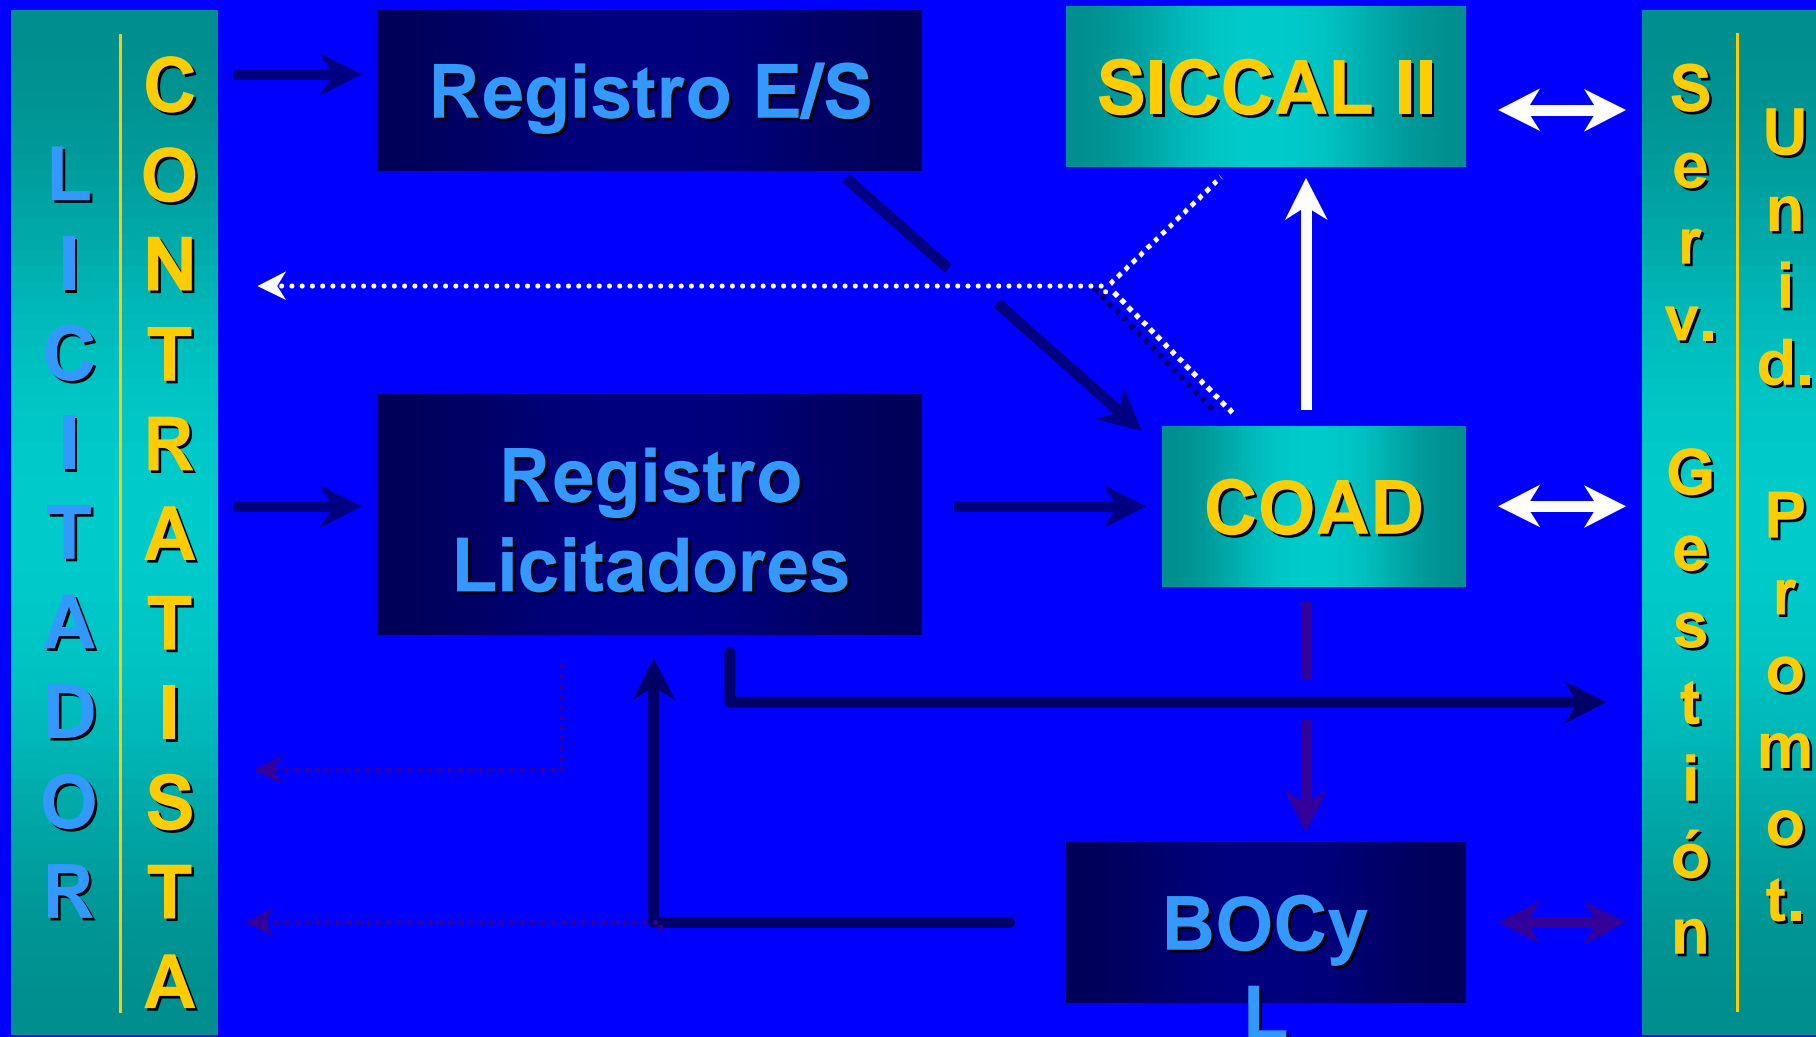 LICITADOR
CONTRATISTA
Registro E/S
SICCAL II
Registro
Licitadores
COAD
BOCy
L
Serv. Gestión
Unid. Promot.